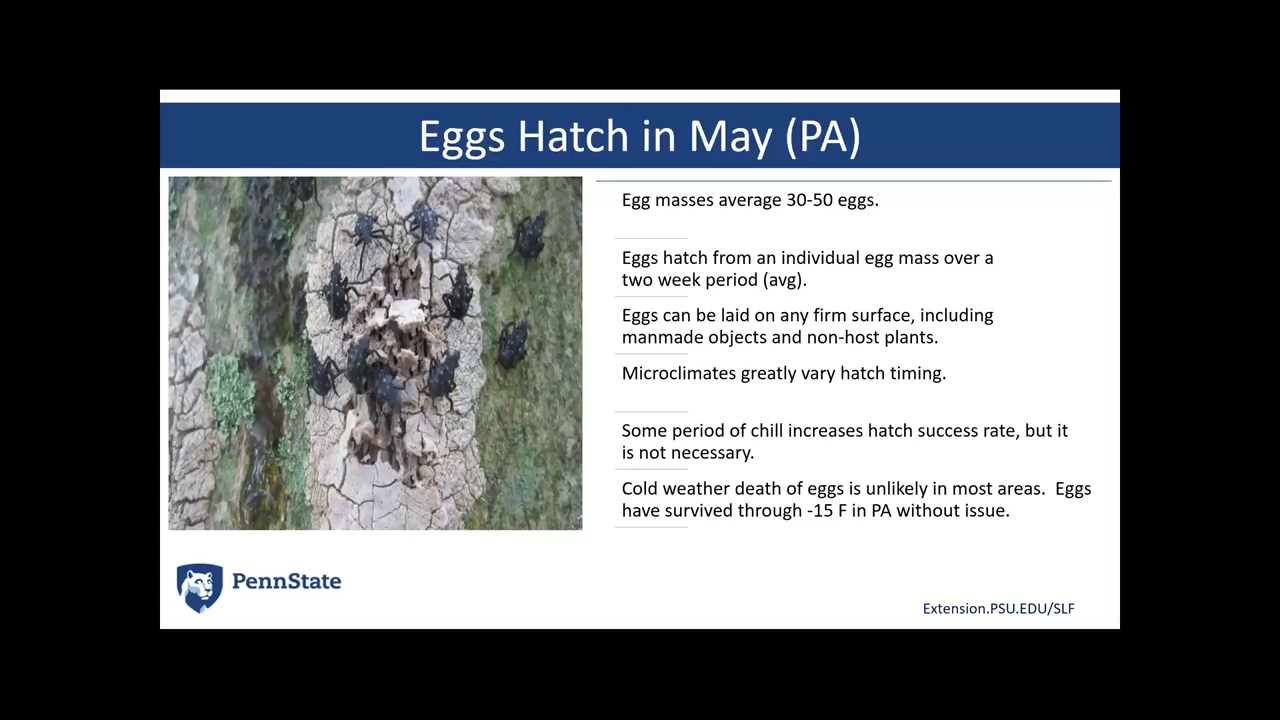 Eggs Hatch in May (PA)
Egg masses average 30-50 eggs.
Eggs hatch from an individual egg mass over a
two week period (avg).
Eggs can be laid on any firm surface, including
manmade objects and non-host plants.
Microclimates greatly vary hatch timing.
Some period of chill increases hatch success rate, but it
is not necessary.
Cold weather death of eggs is unlikely in most areas.  Eggs
have survived through -15 F in PA without issue.
PennState
Extension.PSU.EDU/SLF